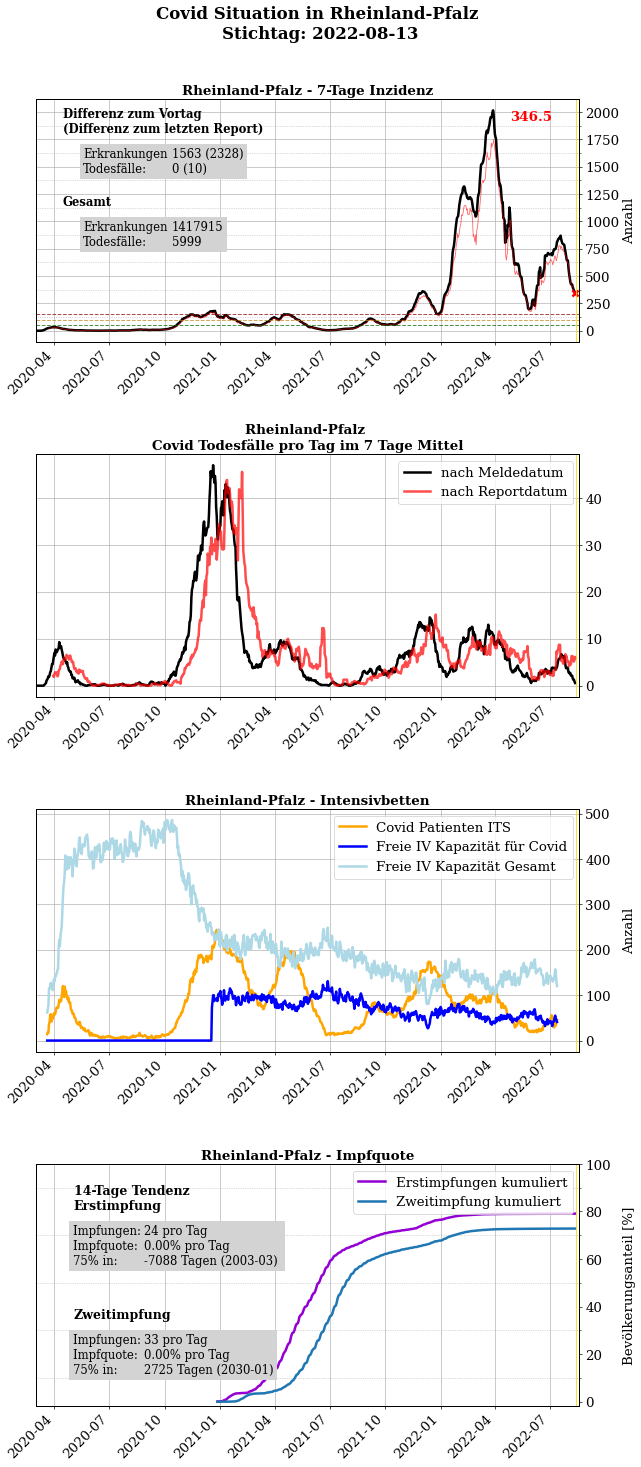 Covid Situation in Rheinland-Pfalz
Stichtag: 2022-08-13
Rheinland-Pfalz - 7-Tage Inzidenz
Differenz zum Vortag
(Differenz zum letzten Report)
Erkrankungen 1563 (2328)
Todesfälle: 0 (10)
Gesamt
Erkrankungen 1417915
Todesfälle: 5999
346.5
2000
1750
1500
1250
1000
750
500
250
0
Anzahl
2020-04 2020-07 2020-10 2021-01 2021-04 2021-07 2021-10 2022-01 2022-04 2022-07
Rheinland-Pfalz
Covid Todesfälle pro Tag im 7 Tage Mittel
nach Meldedatum
nach Reportdatum
40
30
20
10
0
2020-04 2020-07 2020-10 2021-01 2021-04 2021-07 2021-10 2022-01 2022-04 2022-07
Rheinland-Pfalz - Intensivbetten
Covid Patienten ITS
Freie IV Kapazität für Covid
Freie IV Kapazität Gesamt
500
400
300
200
100
0
Anzahl
2020-04 2020-07 2020-10 2021-01 2021-04 2021-07 2021-10 2022-01 2022-04 2022-07
Rheinland-Pfalz - Impfquote
14-Tage Tendenz
Erstimpfung
Impfungen: 24 pro Tag
Impfquote: 0.00% pro Tag
75% in: -7088 Tagen (2003-03)
Zweitimpfung
Impfungen: 33 pro Tag
Impfquote: 0.00% pro Tag
75% in: 2725 Tagen (2030-01)
Erstimpfungen kumuliert
Zweitimpfung kumuliert
100
80
60
40
20
0
Bevölkerungsanteil [%]
2020-04 2020-07 2020-10 2021-01 2021-04 2021-07 2021-10 2022-01 2022-04 2022-07